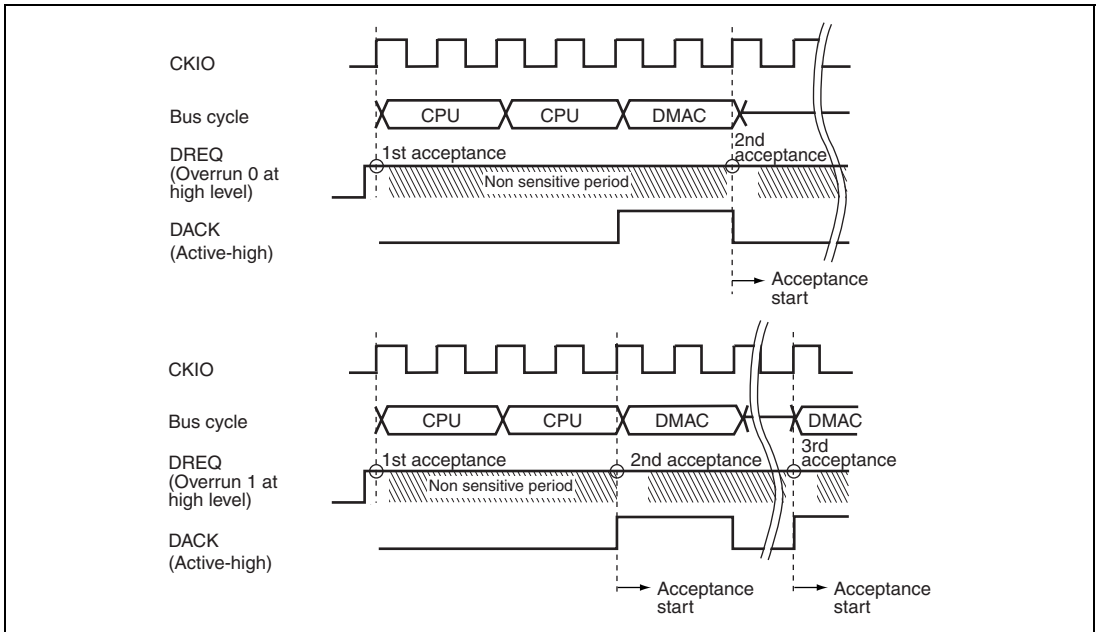 CKIO
Bus cycle
CPU
CPU
DMAC
DREQ
(Overrun 0 at
high level)
1st acceptance
2nd
acceptance
Non sensitive period
DACK
(Active-high)
Acceptance
start
CKIO
Bus cycle
CPU
CPU
DMAC
DMAC
DREQ
(Overrun 1 at
high level)
1st acceptance
2nd acceptance
3rd
acceptance
Non sensitive period
DACK
(Active-high)
Acceptance
start
Acceptance
start